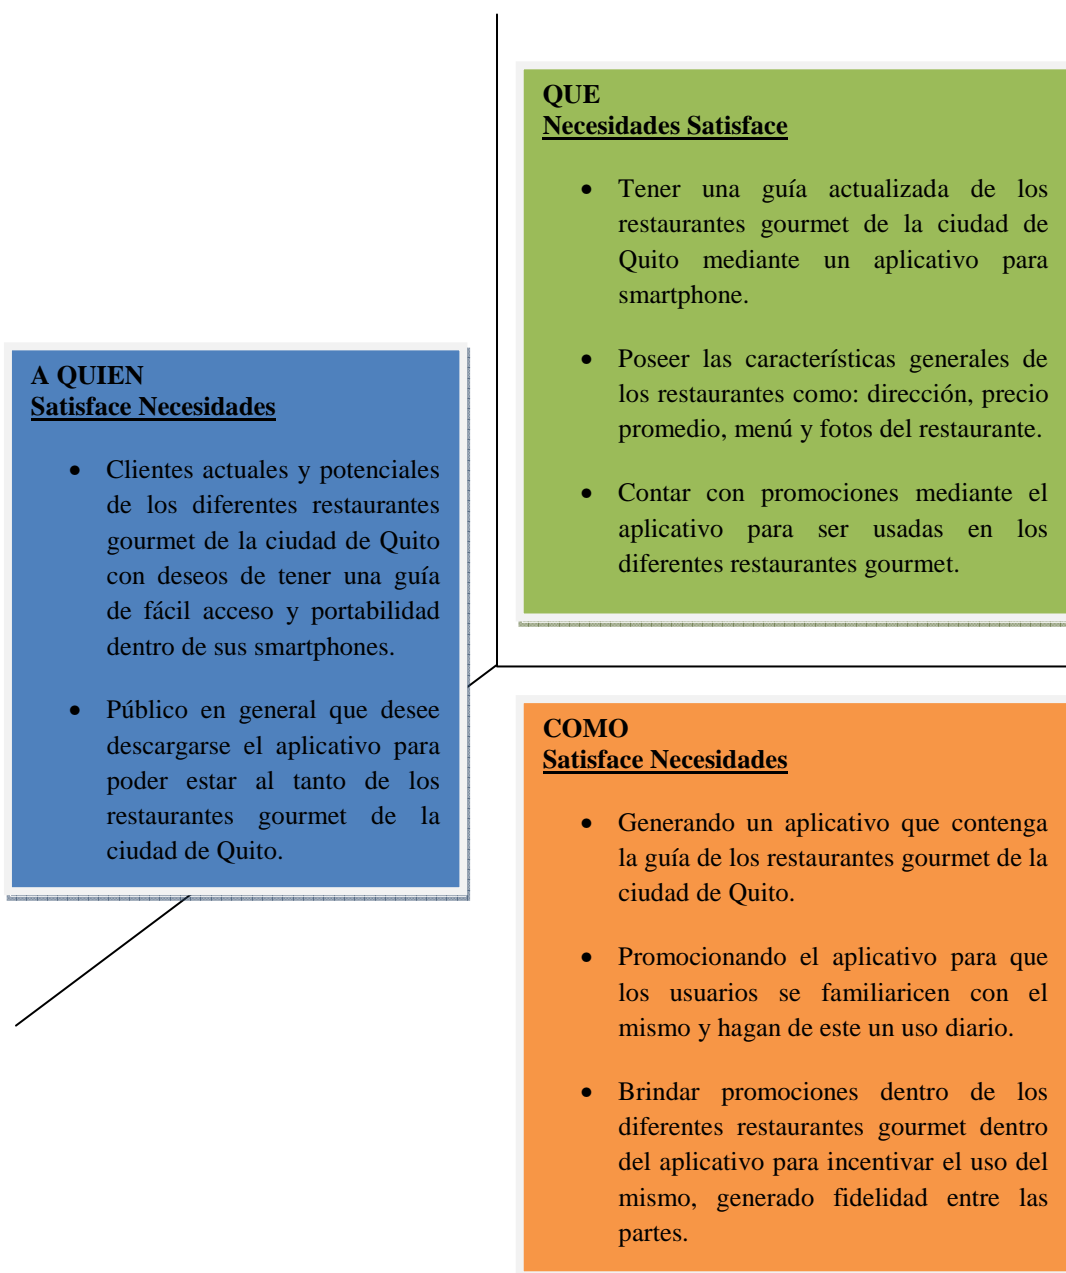 QUE
Necesidades Satisface
• Tener una guía actualizada de los
restaurantes gourmet de la ciudad de
Quito mediante un aplicativo para
smartphone.
• Poseer las características generales de
los restaurantes como: dirección, precio
promedio, menú y fotos del restaurante.
• Contar con promociones mediante el
aplicativo para ser usadas en los
diferentes restaurantes gourmet.
A QUIEN
Satisface Necesidades
• Clientes actuales y potenciales
de los diferentes restaurantes
gourmet de la ciudad de Quito
con deseos de tener una guía
de fácil acceso y portabilidad
dentro de sus smartphones.
• Público en general que desee
descargarse el aplicativo para
poder estar al tanto de los
restaurantes gourmet de la
ciudad de Quito.
COMO
Satisface Necesidades
• Generando un aplicativo que contenga
la guía de los restaurantes gourmet de la
ciudad de Quito.
• Promocionando el aplicativo para que
los usuarios se familiaricen con el
mismo y hagan de este un uso diario.
• Brindar promociones dentro de los
diferentes restaurantes gourmet dentro
del aplicativo para incentivar el uso del
mismo, generado fidelidad entre las
partes.